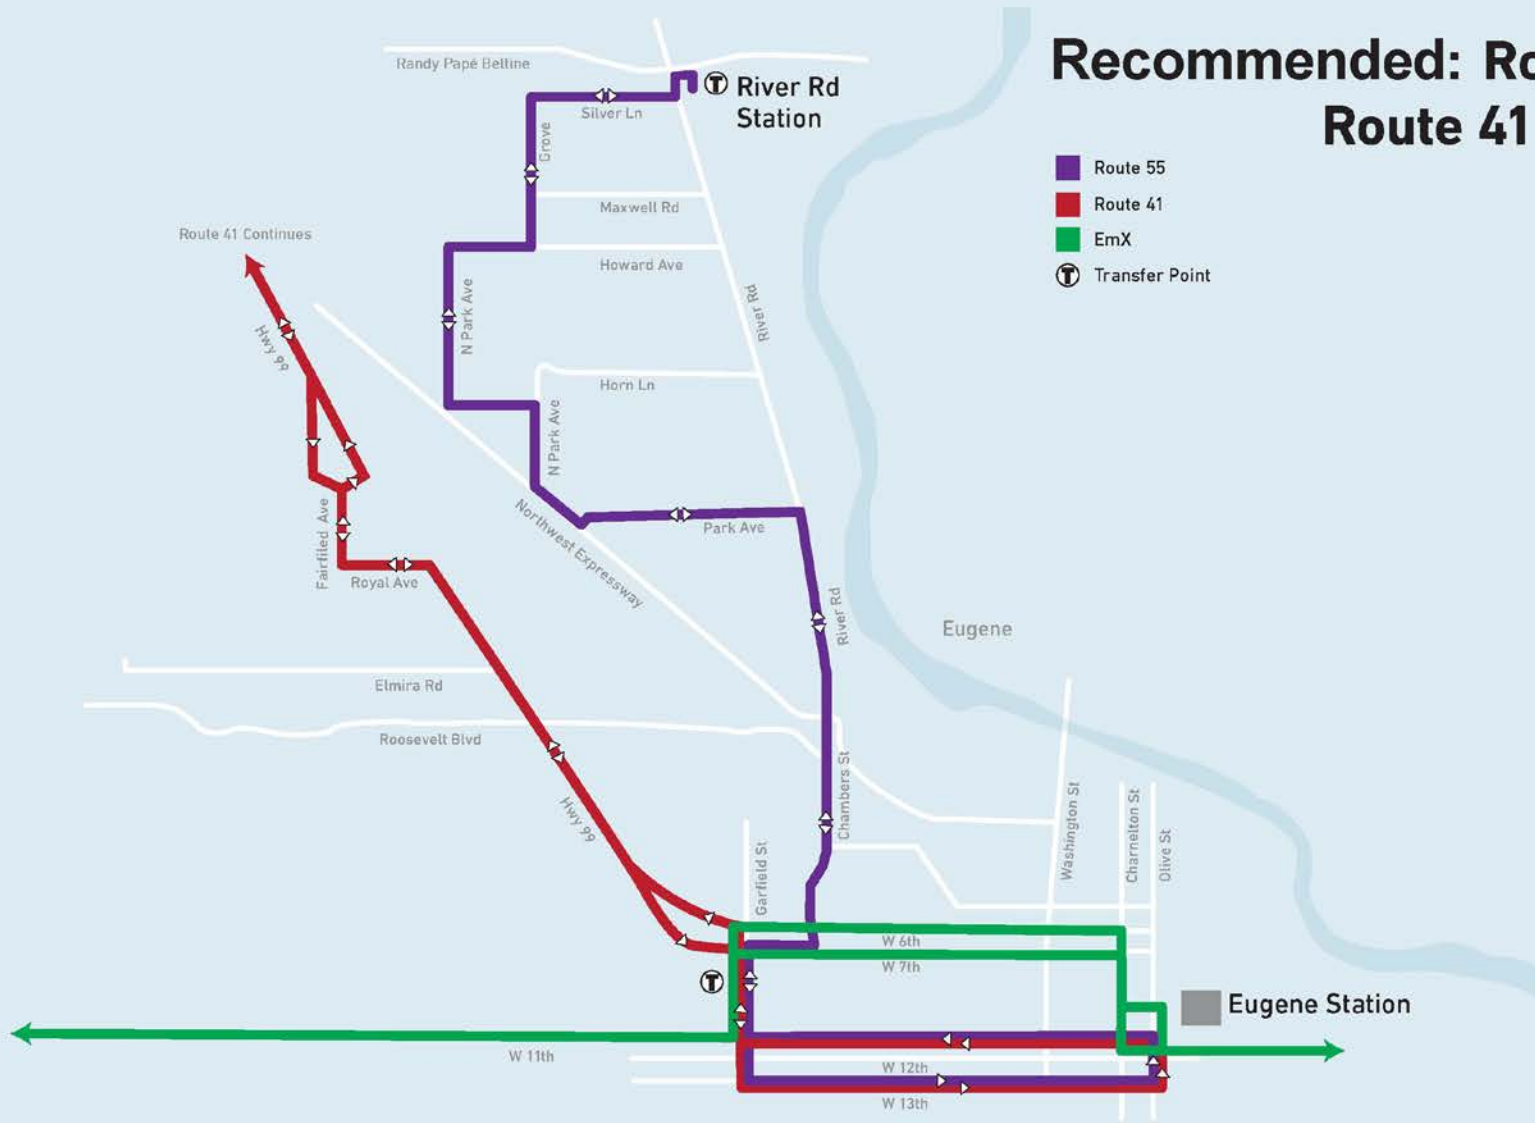 Recommended: Ro
Route 41
Route 55
Route 41
EmX
T Transfer Point
Randy Papé Beltine
T River Rd
Station
Silver Ln
Grove
Maxwell Rd
Route 41 Continues
Howard Ave
N Park Ave
River Rd
Hwy 99
Horn Ln
N Park Ave
Northwest Expressway
Park Ave
Fairfiled Ave
Royal Ave
River Rd
Eugene
Elmira Rd
Roosevelt Blvd
Hwy 99
Chambers St
Washington St
Charnelton St
Olive St
Garfield St
W 6th
W 7th
T
Eugene Station
W 11th
W 12th
W 13th